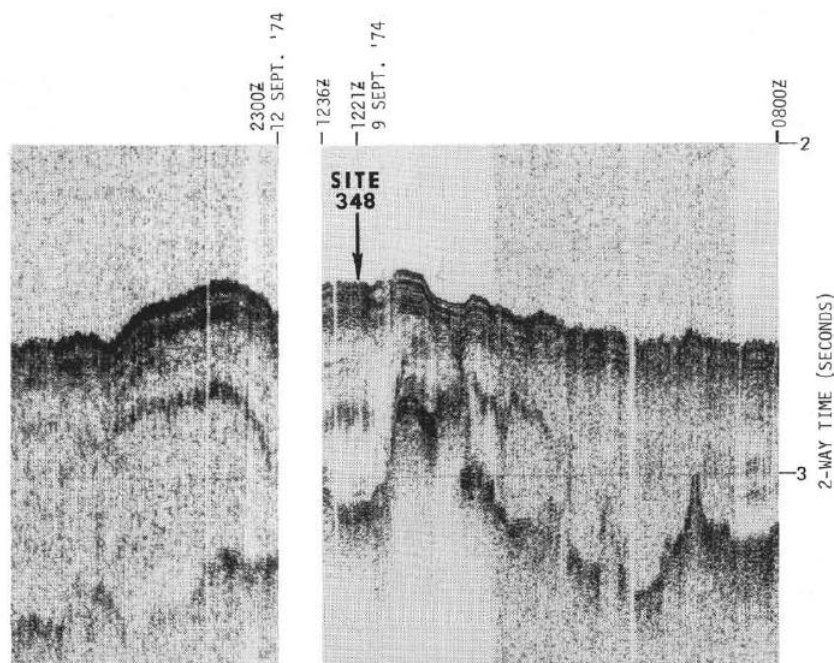 2300Z
12 SEPT. '74
1236Z
1221Z
9 SEPT. '74
0800Z
SITE
348
2
3
2-WAY TIME (SECONDS)